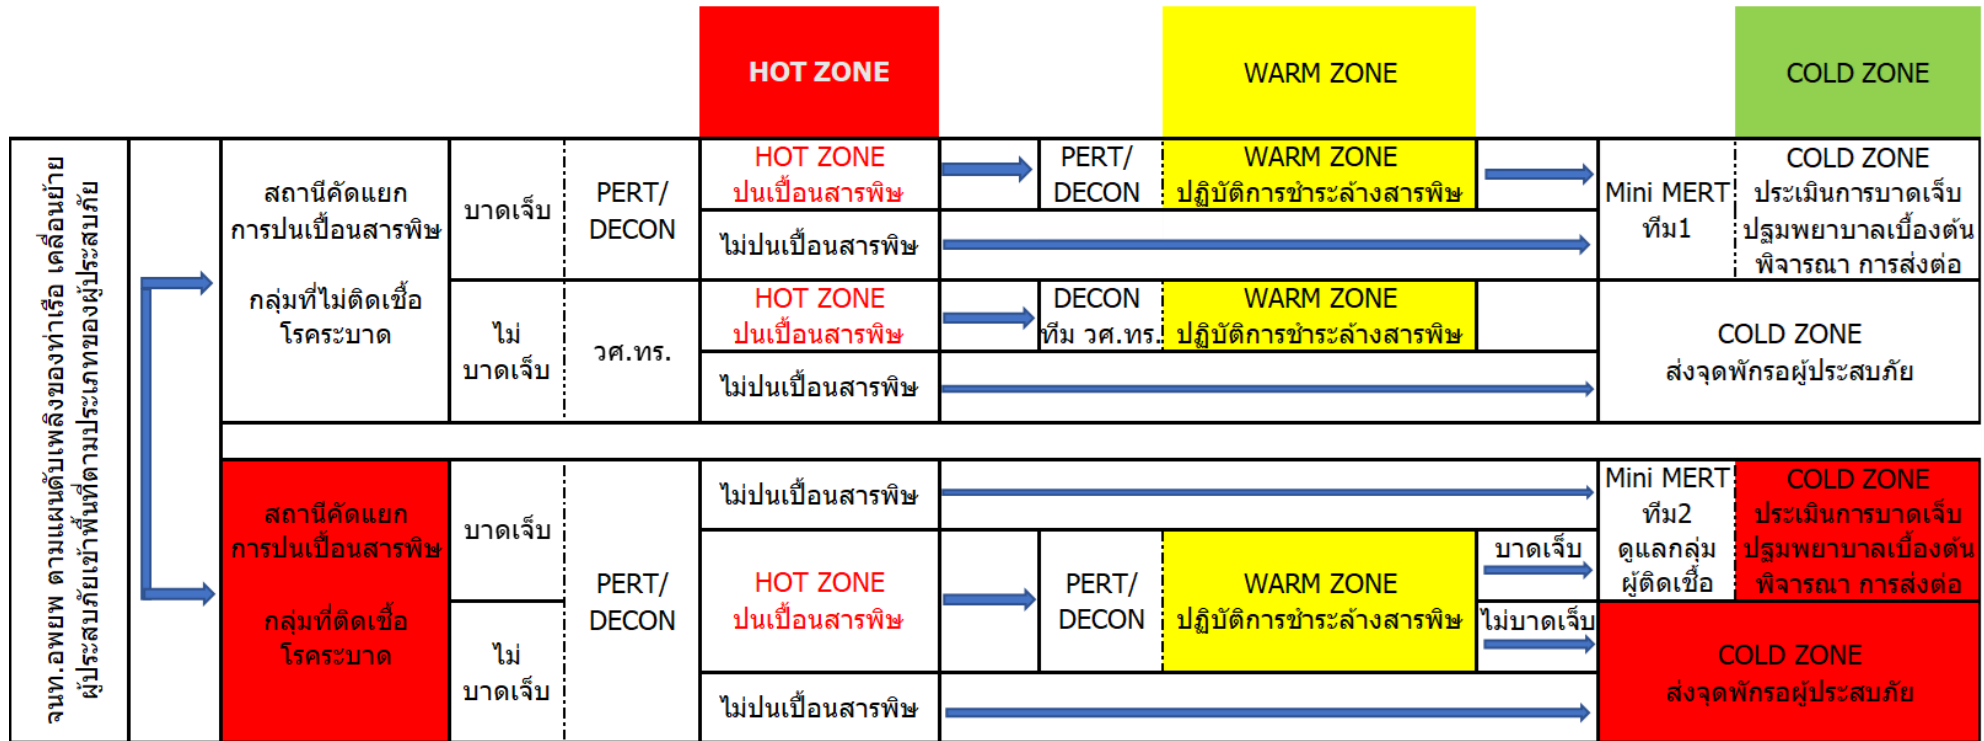 HOT ZONE
WARM ZONE
COLD ZONE
จนท.อพยพ ตามแผนดับเพลิงของท่าเรือ เคลื่อนย้าย
ผู้ประสบภัยเข้าพื้นที่ตามประเภทของผู้ประสบภัย
สถานีคัดแยก
การปนเปื้อนสารพิษ
กลุ่มที่ไม่ติดเชื้อ
โรคระบาด
บาดเจ็บ
PERT/
DECON
HOT ZONE
ปนเปื้อนสารพิษ
PERT/
DECON
WARM ZONE
ปฏิบัติการชำระล้างสารพิษ
ไม่ปนเปื้อนสารพิษ
Mini MERT
ทีม1
COLD ZONE
ประเมินการบาดเจ็บ
ปฐมพยาบาลเบื้องต้น
พิจารณา การส่งต่อ
ไม่
บาดเจ็บ
วศ.ทร.
HOT ZONE
ปนเปื้อนสารพิษ
DECON
ทีม วศ.ทร.
WARM ZONE
ปฏิบัติการชำระล้างสารพิษ
ไม่ปนเปื้อนสารพิษ
COLD ZONE
ส่งจุดพักรอผู้ประสบภัย
สถานีคัดแยก
การปนเปื้อนสารพิษ
กลุ่มที่ติดเชื้อ
โรคระบาด
บาดเจ็บ
ไม่
บาดเจ็บ
PERT/
DECON
ไม่ปนเปื้อนสารพิษ
HOT ZONE
ปนเปื้อนสารพิษ
PERT/
DECON
WARM ZONE
ปฏิบัติการชำระล้างสารพิษ
บาดเจ็บ
ไม่บาดเจ็บ
ไม่ปนเปื้อนสารพิษ
Mini MERT
ทีม2
ดูแลกลุ่ม
ผู้ติดเชื้อ
COLD ZONE
ประเมินการบาดเจ็บ
ปฐมพยาบาลเบื้องต้น
พิจารณา การส่งต่อ
COLD ZONE
ส่งจุดพักรอผู้ประสบภัย